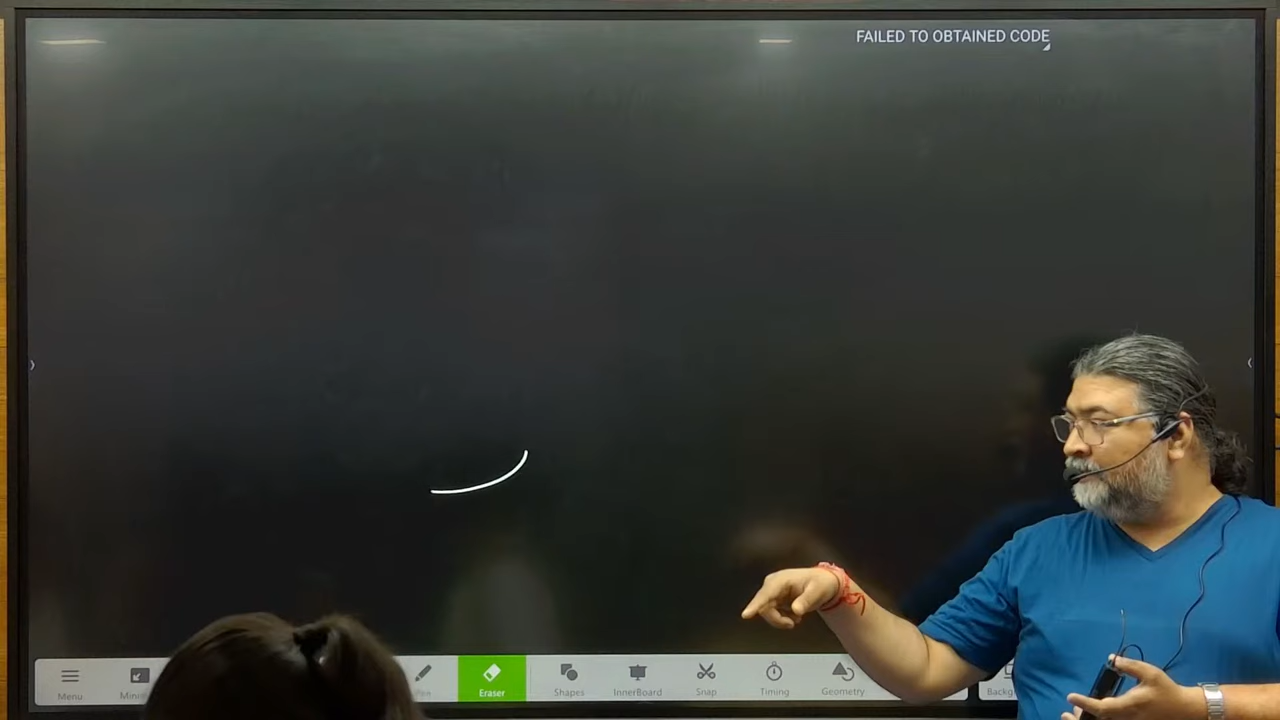 FAILED TO OBTAINED CODE
Menu
Eraser
Shapes
InnerBoard
Snap
Timing
Geometry